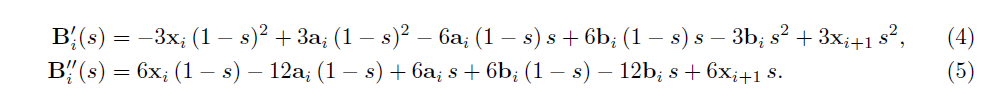 B′ᵢ(s) = −3xᵢ (1 − s)² + 3aᵢ (1 − s)² − 6aᵢ (1 − s) s + 6bᵢ (1 − s) s − 3bᵢ s² + 3xᵢ₊₁ s², (4)
B″ᵢ(s) = 6xᵢ (1 − s) − 12aᵢ (1 − s) + 6aᵢ s + 6bᵢ (1 − s) − 12bᵢ s + 6xᵢ₊₁ s. (5)